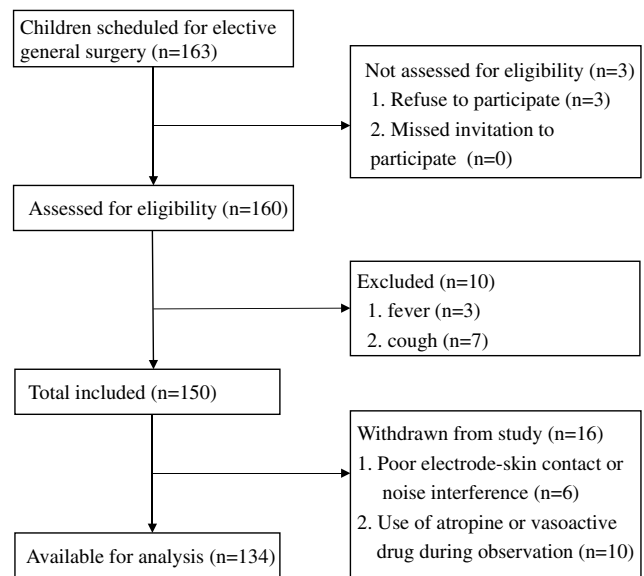 Children scheduled for elective
general surgery (n=163)
Not assessed for eligibility (n=3)
1. Refuse to participate (n=3)
2. Missed invitation to
participate (n=0)
Assessed for eligibility (n=160)
Excluded (n=10)
1. fever (n=3)
2. cough (n=7)
Total included (n=150)
Withdrawn from study (n=16)
1. Poor electrode-skin contact or
noise interference (n=6)
2. Use of atropine or vasoactive
drug during observation (n=10)
Available for analysis (n=134)